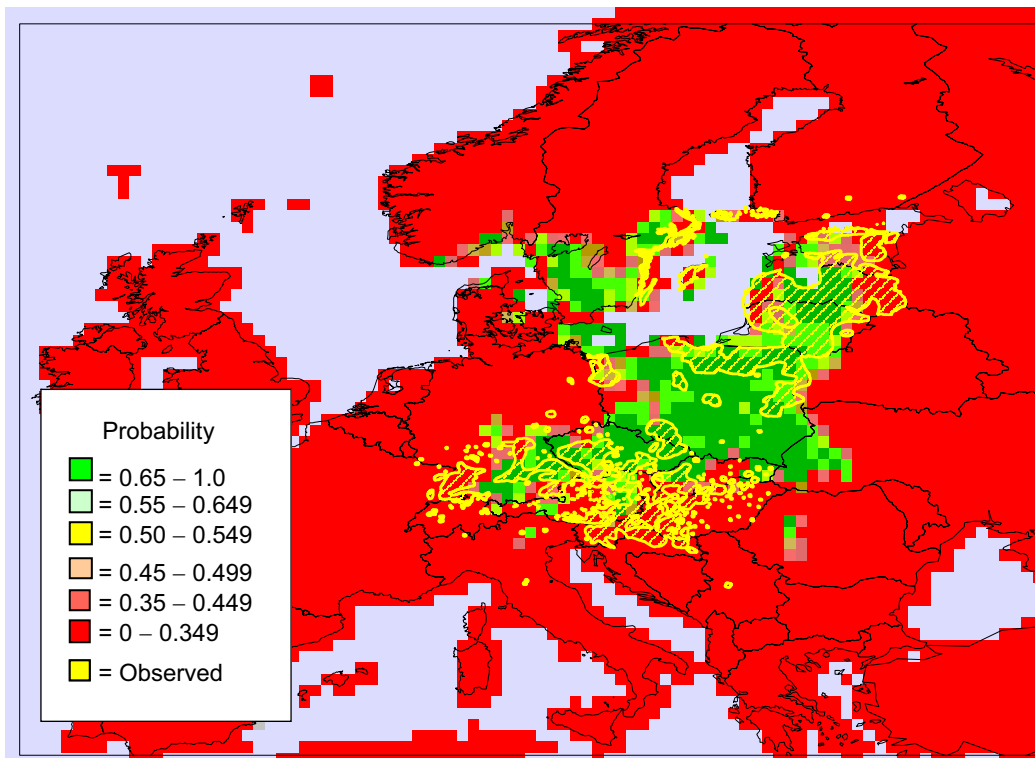 Probability
= 0.65 – 1.0
= 0.55 – 0.649
= 0.50 – 0.549
= 0.45 – 0.499
= 0.35 – 0.449
= 0 – 0.349
= Observed